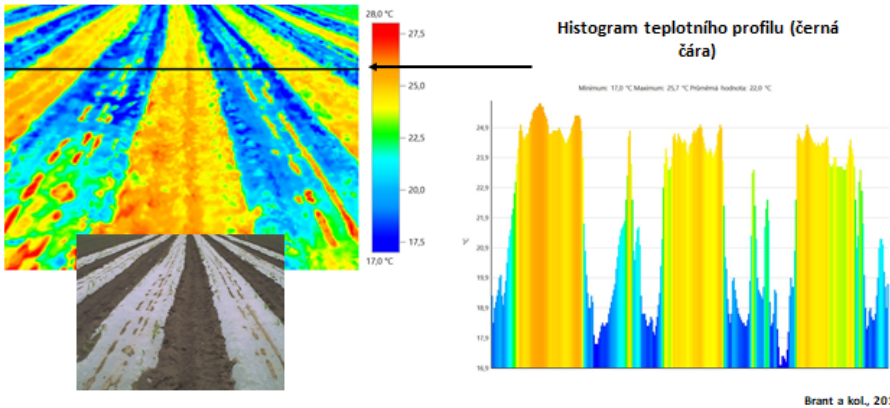 28,0 °C
27,5
25,0
22,5
20,0
17,5
17,0 °C
Histogram teplotního profilu (černá
čára)
Minimum: 17,0 °C Maximum: 25,7 °C Průměrná hodnota: 22,0 °C
24,9
23,9
22,9
21,9
20,9
19,9
18,9
17,9
16,9
°C
Brant a kol., 201